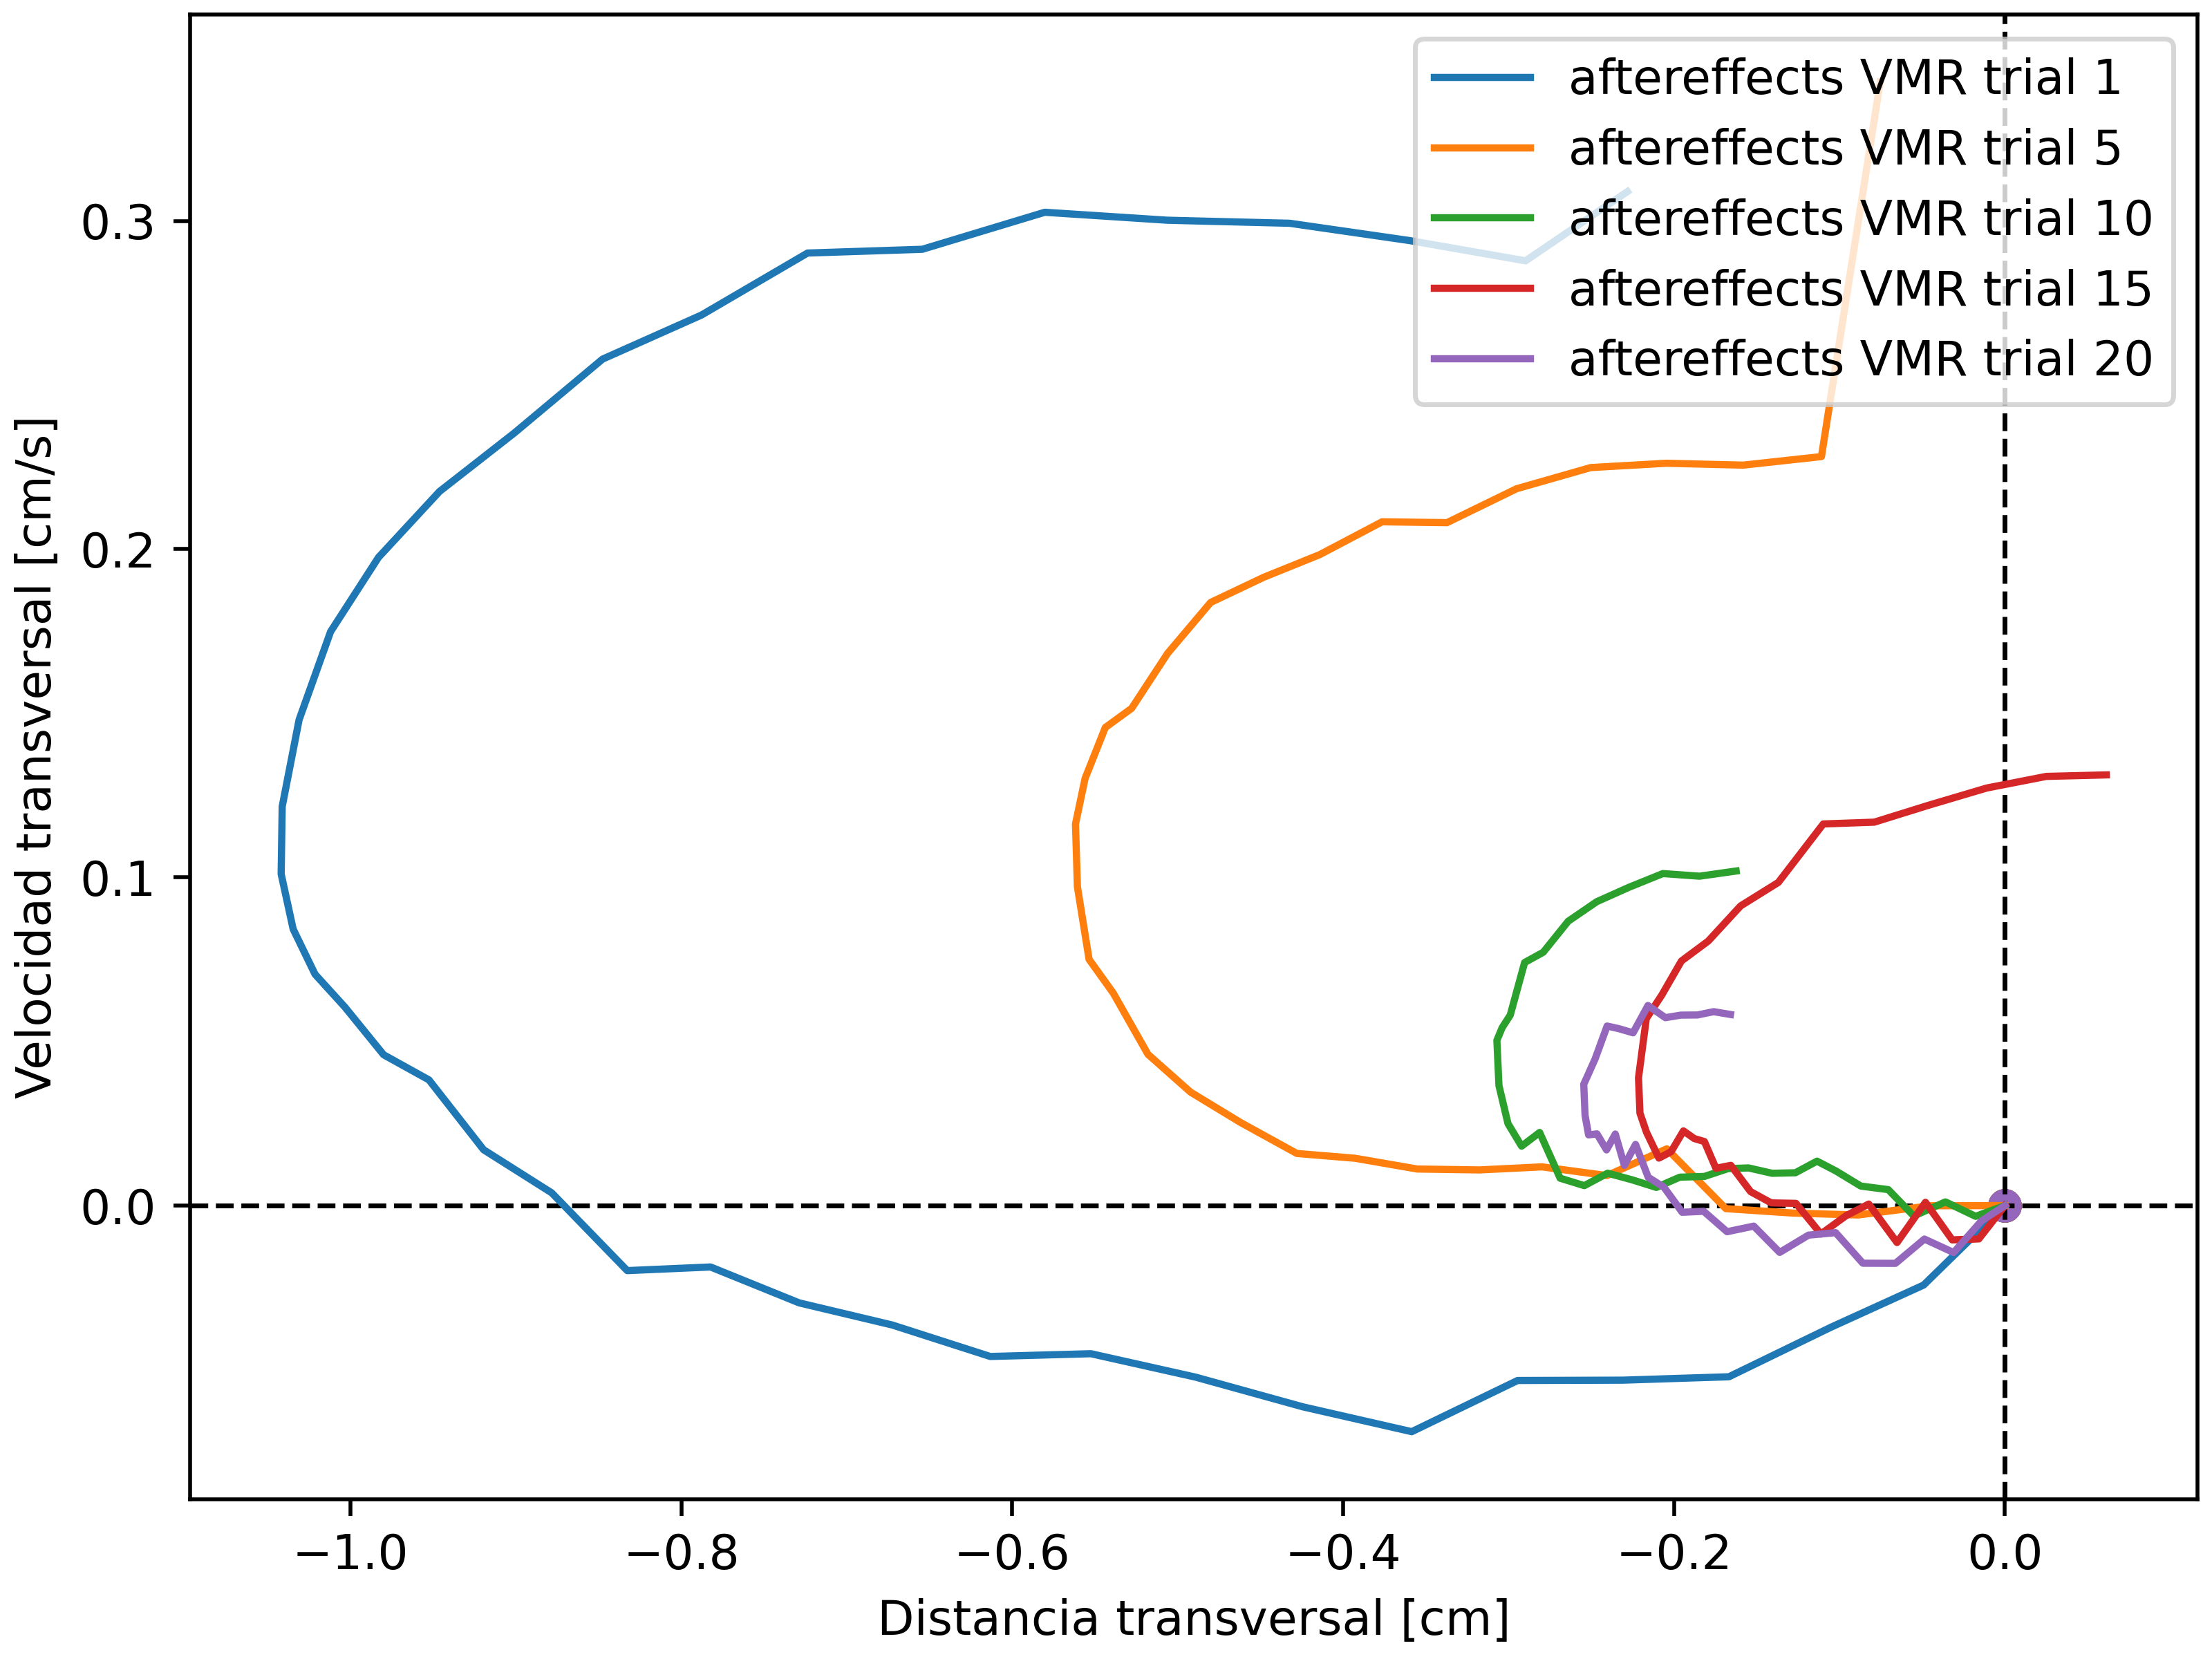 aftereffects VMR trial 1
aftereffects VMR trial 5
aftereffects VMR trial 10
aftereffects VMR trial 15
aftereffects VMR trial 20
Velocidad transversal [cm/s]
0.3
0.2
0.1
0.0
−1.0 −0.8 −0.6 −0.4 −0.2 0.0
Distancia transversal [cm]